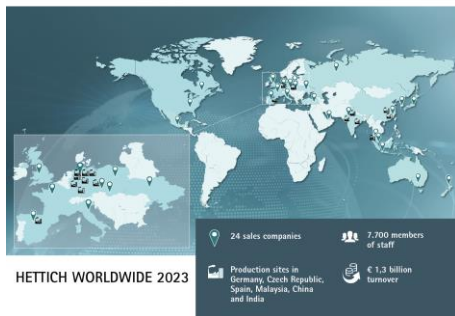 24 sales companies
7.700 members
of staff
Production sites in
Germany, Czech Republic,
Spain, Malaysia, China
and India
€ 1,3 billion
turnover
HETTICH WORLDWIDE 2023